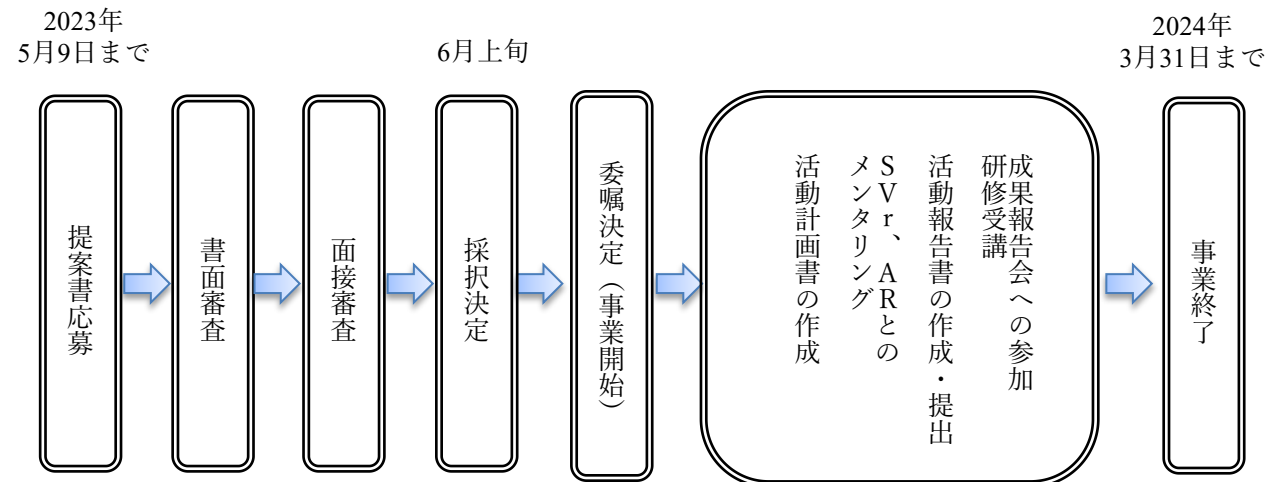 2023年
5月9日まで
6月上旬
2024年
3月31日まで
提案書応募
書面審査
面接審査
採択決定
委嘱決定（事業開始）
成果報告会への参加
研修受講
活動報告書の作成・提出
SVr、ARとの
メンタリング
活動計画書の作成
事業終了